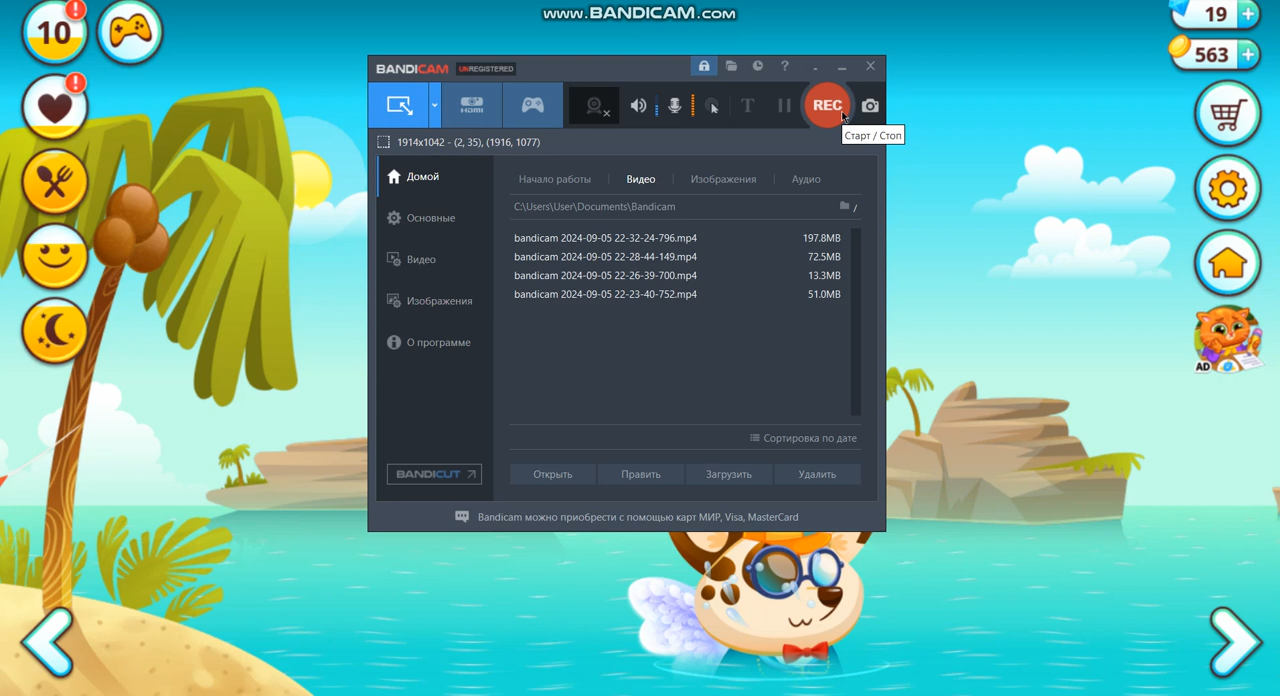 www.BANDICAM.com
10
19
563
BANDICAM UNREGISTERED
HDMI
REC
Старт / Стоп
1914x1042 - (2, 35), (1916, 1077)
Домой
Основные
Видео
Изображения
О программе
BANDICUT
Начало работы
Видео
Изображения
Аудио
C:\Users\User\Documents\Bandicam
bandicam 2024-09-05 22-32-24-796.mp4 197.8MB
bandicam 2024-09-05 22-28-44-149.mp4 72.5MB
bandicam 2024-09-05 22-26-39-700.mp4 13.3MB
bandicam 2024-09-05 22-23-40-752.mp4 51.0MB
Сортировка по дате
Открыть
Править
Загрузить
Удалить
Bandicam можно приобрести с помощью карт МИР, Visa, MasterCard
AD